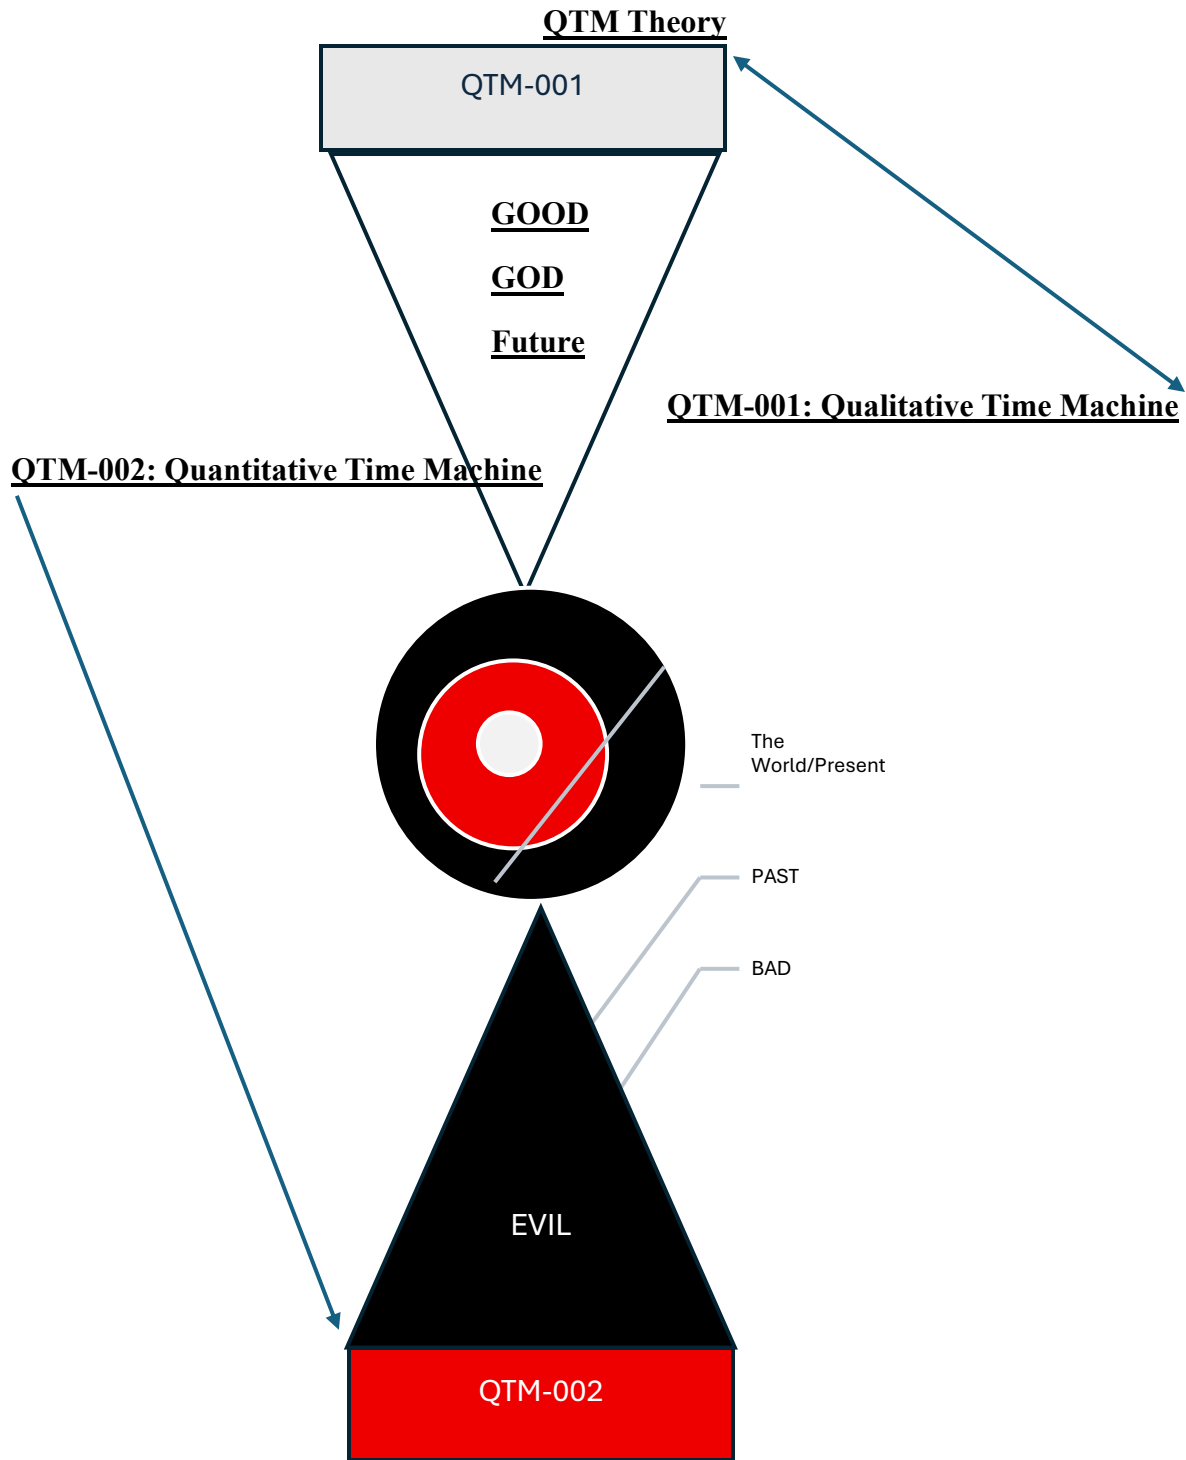 QTM Theory
QTM-001
GOOD
GOD
Future
QTM-001: Qualitative Time Machine
QTM-002: Quantitative Time Machine
The
World/Present
PAST
BAD
EVIL
QTM-002